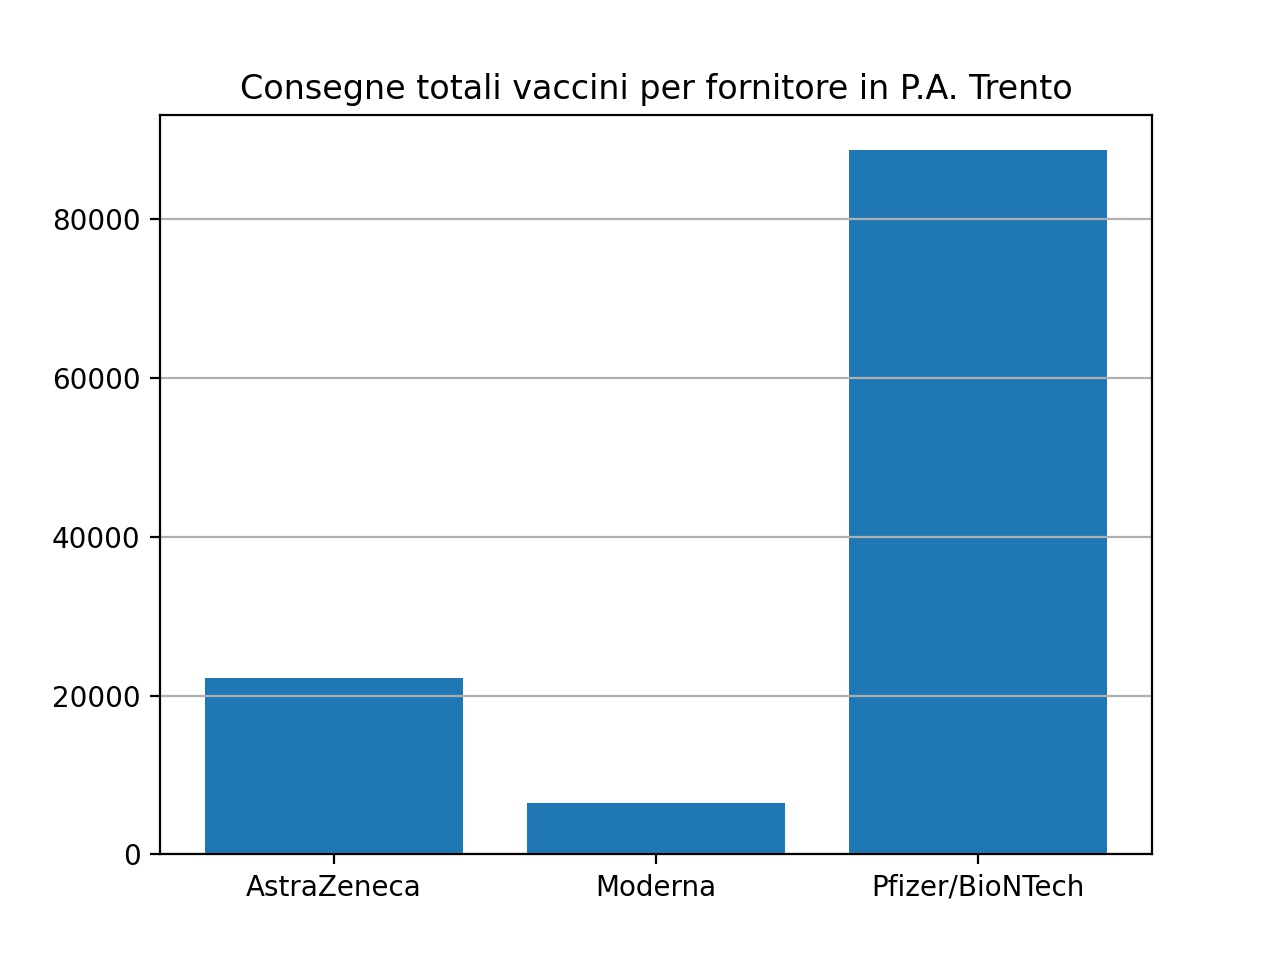 Consegne totali vaccini per fornitore in P.A. Trento
80000
60000
40000
20000
0
AstraZeneca Moderna Pfizer/BioNTech